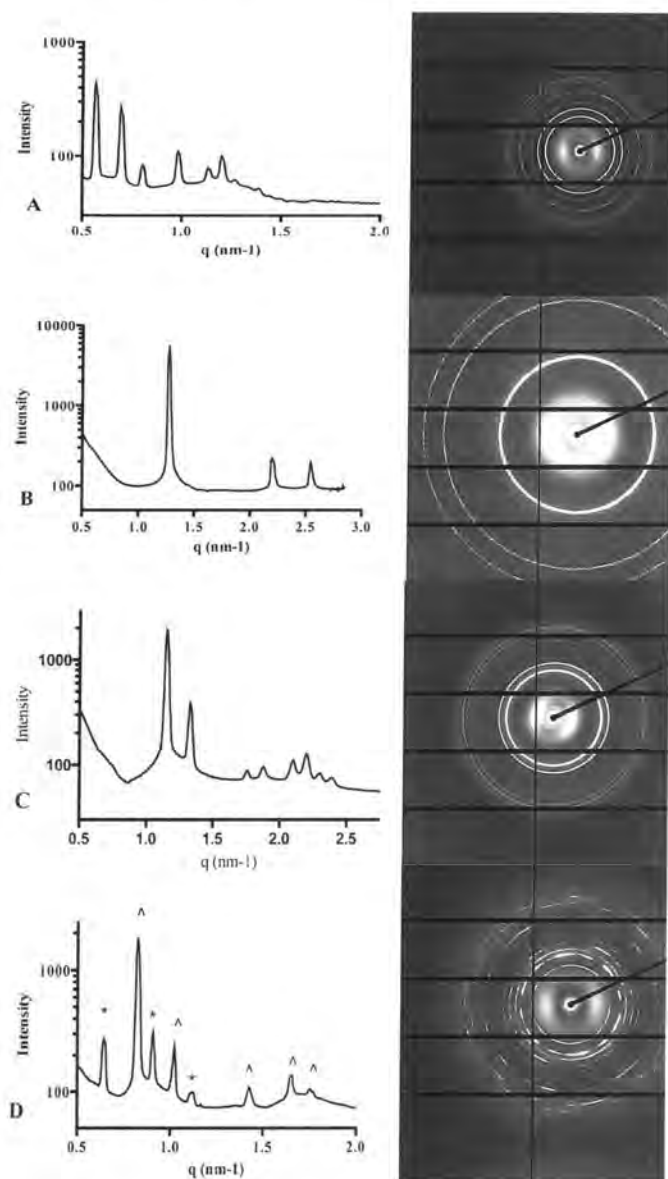 1000
100
Intensity
A
0.5 1.0 1.5 2.0
q (nm-1)
10000
1000
100
Intensity
B
0.5 1.0 1.5 2.0 2.5 3.0
q (nm-1)
1000
100
Intensity
C
0.5 1.0 1.5 2.0 2.5
q (nm-1)
^
* * ^ * ^ ^ ^
1000
100
Intensity
D
0.5 1.0 1.5 2.0
q (nm-1)